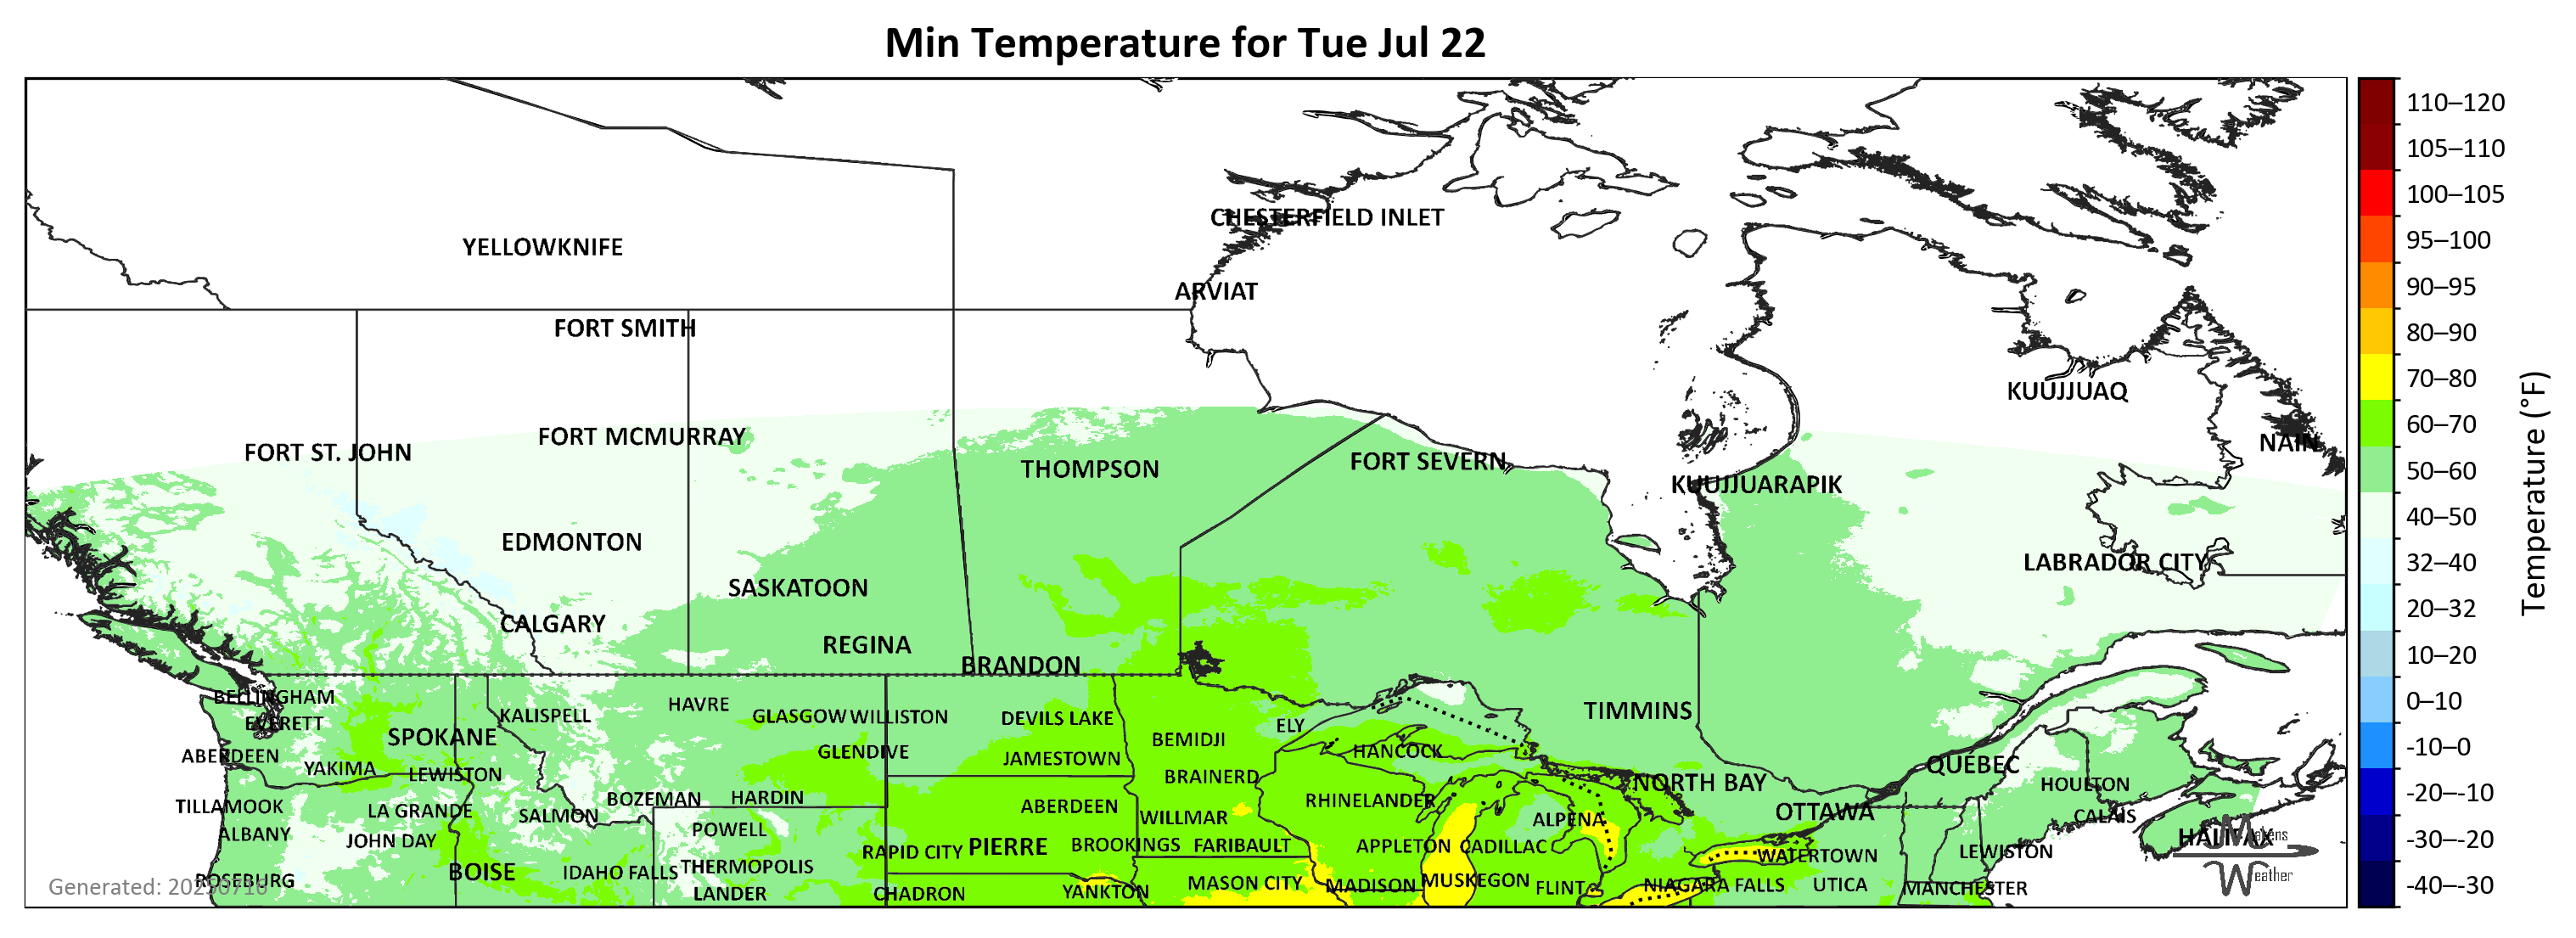 Min Temperature for Tue Jul 22
CHESTERFIELD INLET
YELLOWKNIFE
ARVIAT
FORT SMITH
KUUJJUAQ
FORT MCMURRAY
NAIN
FORT ST. JOHN
FORT SEVERN
THOMPSON
KUUJJUARAPIK
EDMONTON
LABRADOR CITY
SASKATOON
CALGARY
REGINA
BRANDON
BELLINGHAM
HAVRE
TIMMINS
KALISPELL
GLASGOW WILLISTON
DEVILS LAKE
EVERETT
ELY
SPOKANE
BEMIDJI
ABERDEEN
GLENDIVE
JAMESTOWN
HANCOCK
QUÉBEC
YAKIMA
LEWISTON
BRAINERD
NORTH BAY
HOULTON
BOZEMAN
HARDIN
RHINELANDER
TILLAMOOK
LA GRANDE
SALMON
ABERDEEN
WILLMAR
ALPENA
OTTAWA
CALAIS
ALBANY
JOHN DAY
POWELL
RAPID CITY
PIERRE
BROOKINGS
FARIBAULT
APPLETON
CADILLAC
WATERTOWN
LEWISTON
HALIFAX
BOISE
IDAHO FALLS
THERMOPOLIS
ROSEBURG
LANDER
CHADRON
YANKTON
MASON CITY
MADISON
MUSKEGON
FLINT
NIAGARA FALLS
UTICA
MANCHESTER
Generated: 20250716
Weather
110–120
105–110
100–105
95–100
90–95
80–90
70–80
60–70
50–60
40–50
32–40
20–32
10–20
0–10
-10–0
-20–-10
-30–-20
-40–-30
Temperature (°F)